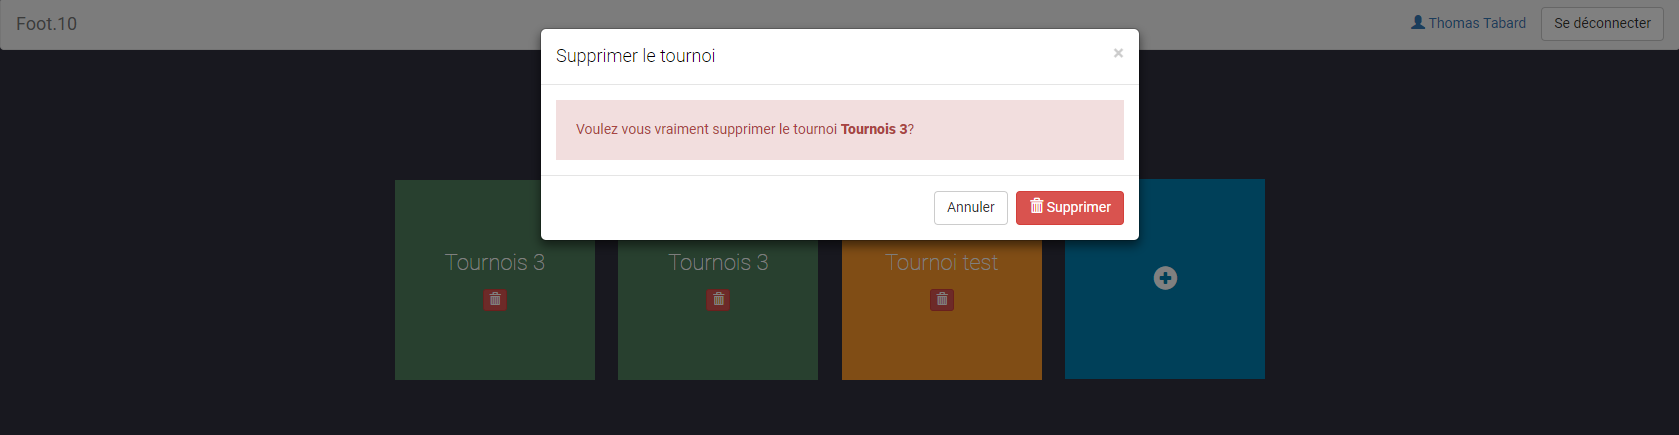 Foot.10
Thomas Tabard
Se déconnecter
Supprimer le tournoi
×
Voulez vous vraiment supprimer le tournoi Tournois 3?
Annuler
Supprimer
Tournois 3
Tournois 3
Tournoi test